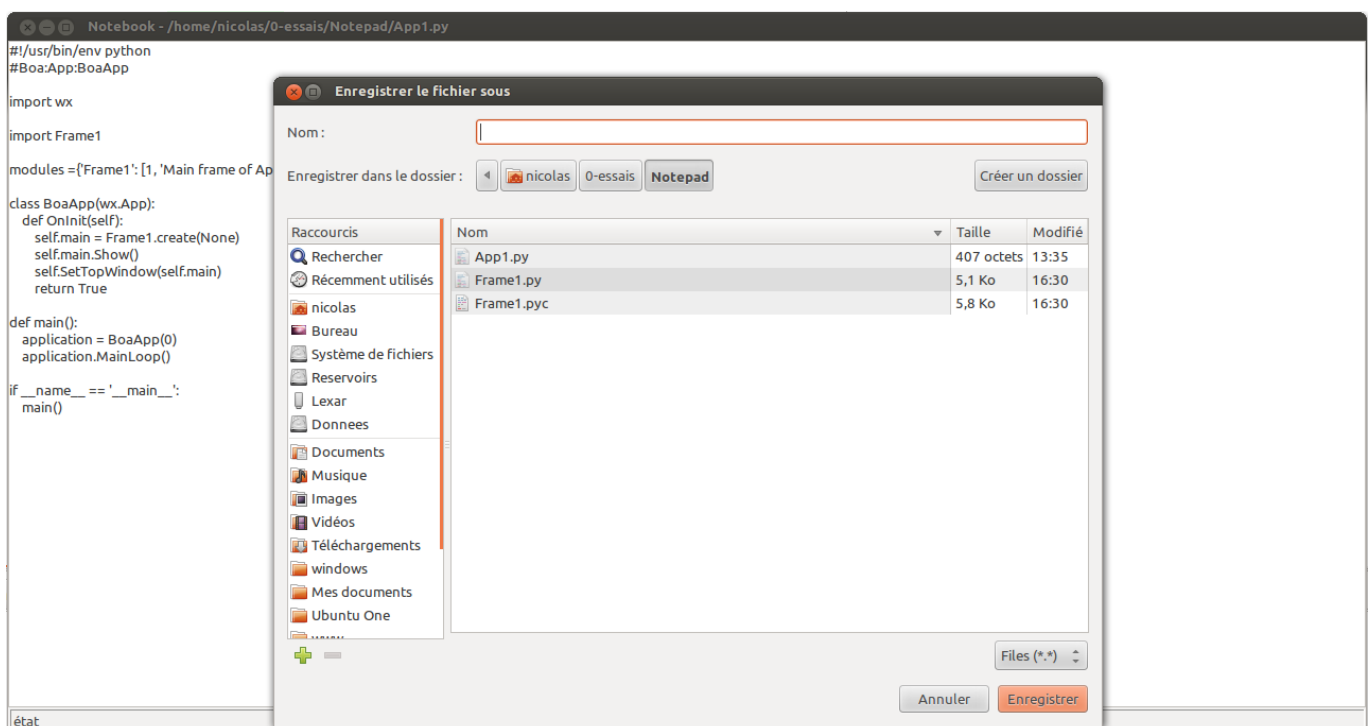 Notebook - /home/nicolas/0-essais/Notepad/App1.py
#!/usr/bin/env python
#Boa:App:BoaApp
import wx
import Frame1
modules ={'Frame1': [1, 'Main frame of Ap
class BoaApp(wx.App):
def OnInit(self):
self.main = Frame1.create(None)
self.main.Show()
self.SetTopWindow(self.main)
return True
def main():
application = BoaApp(0)
application.MainLoop()
if __name__ == '__main__':
main()
état
Enregistrer le fichier sous
Nom :
Enregistrer dans le dossier : nicolas 0-essais Notepad Créer un dossier
Raccourcis
Rechercher
Récemment utilisés
nicolas
Bureau
Système de fichiers
Reservoirs
Lexar
Donnees
Documents
Musique
Images
Vidéos
Téléchargements
windows
Mes documents
Ubuntu One
Nom Taille Modifié
App1.py 407 octets 13:35
Frame1.py 5,1 Ko 16:30
Frame1.pyc 5,8 Ko 16:30
Files (*.*)
Annuler Enregistrer